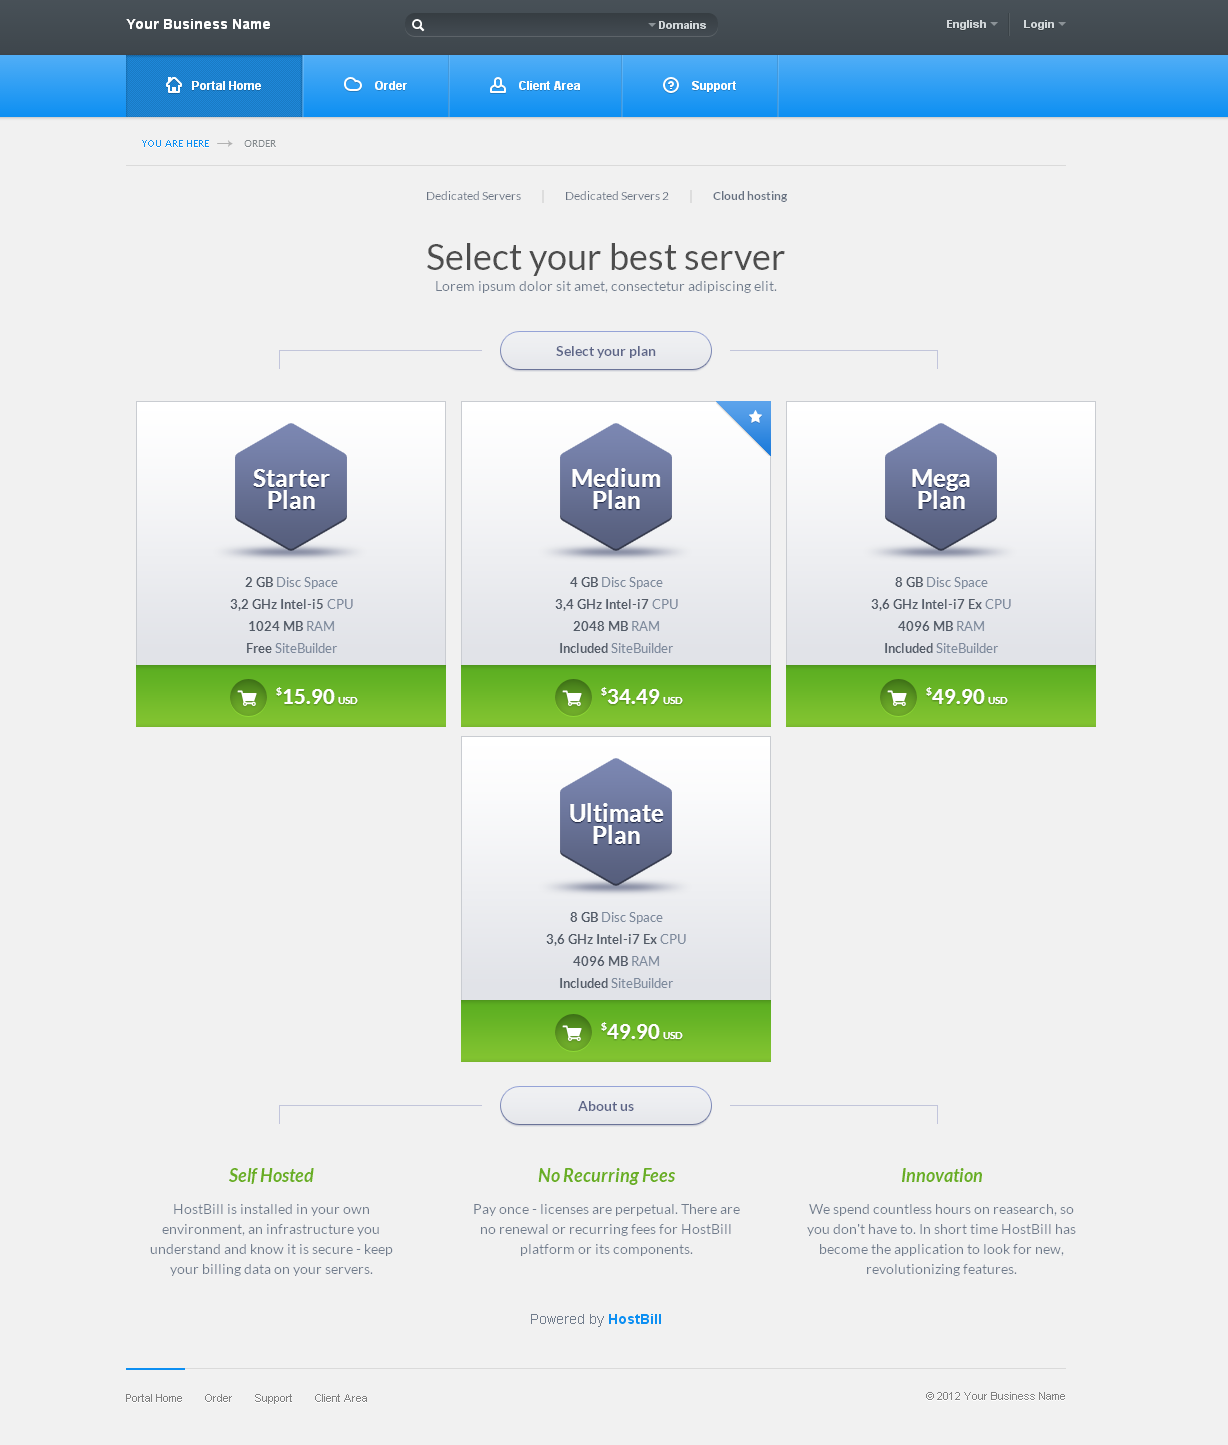 Your Business Name
Domains
English
Login
Portal Home
Order
Client Area
Support
YOU ARE HERE
ORDER
Dedicated Servers
Dedicated Servers 2
Cloud hosting
Select your best server
Lorem ipsum dolor sit amet, consectetur adipiscing elit.
Select your plan
Starter
Plan
2 GB Disc Space
3,2 GHz Intel-i5 CPU
1024 MB RAM
Free SiteBuilder
$15.90 USD
Medium
Plan
4 GB Disc Space
3,4 GHz Intel-i7 CPU
2048 MB RAM
Included SiteBuilder
$34.49 USD
Mega
Plan
8 GB Disc Space
3,6 GHz Intel-i7 Ex CPU
4096 MB RAM
Included SiteBuilder
$49.90 USD
Ultimate
Plan
8 GB Disc Space
3,6 GHz Intel-i7 Ex CPU
4096 MB RAM
Included SiteBuilder
$49.90 USD
About us
Self Hosted
HostBill is installed in your own
environment, an infrastructure you
understand and know it is secure - keep
your billing data on your servers.
No Recurring Fees
Pay once - licenses are perpetual. There are
no renewal or recurring fees for HostBill
platform or its components.
Innovation
We spend countless hours on reasearch, so
you don't have to. In short time HostBill has
become the application to look for new,
revolutionizing features.
Powered by HostBill
Portal Home
Order
Support
Client Area
© 2012 Your Business Name